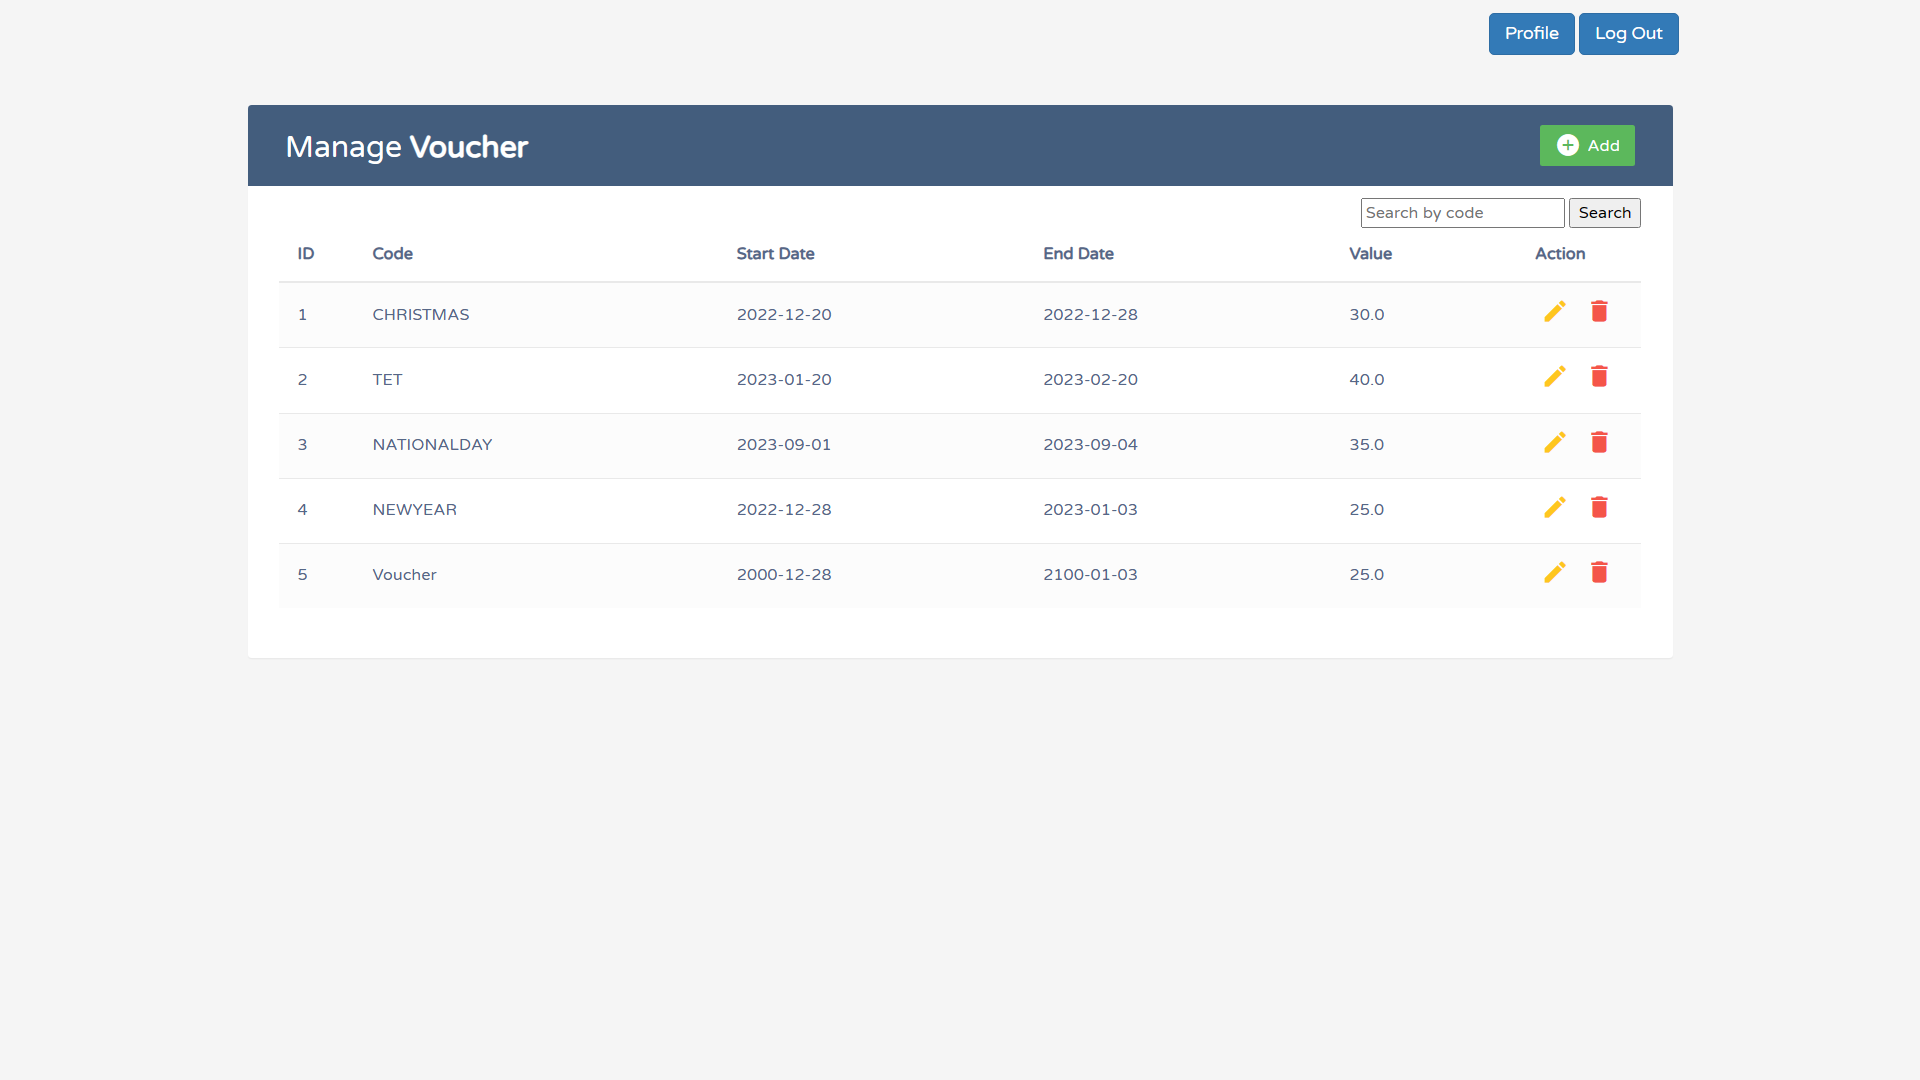 Profile Log Out
Manage Voucher Add
Search by code Search
ID Code Start Date End Date Value Action
1 CHRISTMAS 2022-12-20 2022-12-28 30.0
2 TET 2023-01-20 2023-02-20 40.0
3 NATIONALDAY 2023-09-01 2023-09-04 35.0
4 NEWYEAR 2022-12-28 2023-01-03 25.0
5 Voucher 2000-12-28 2100-01-03 25.0